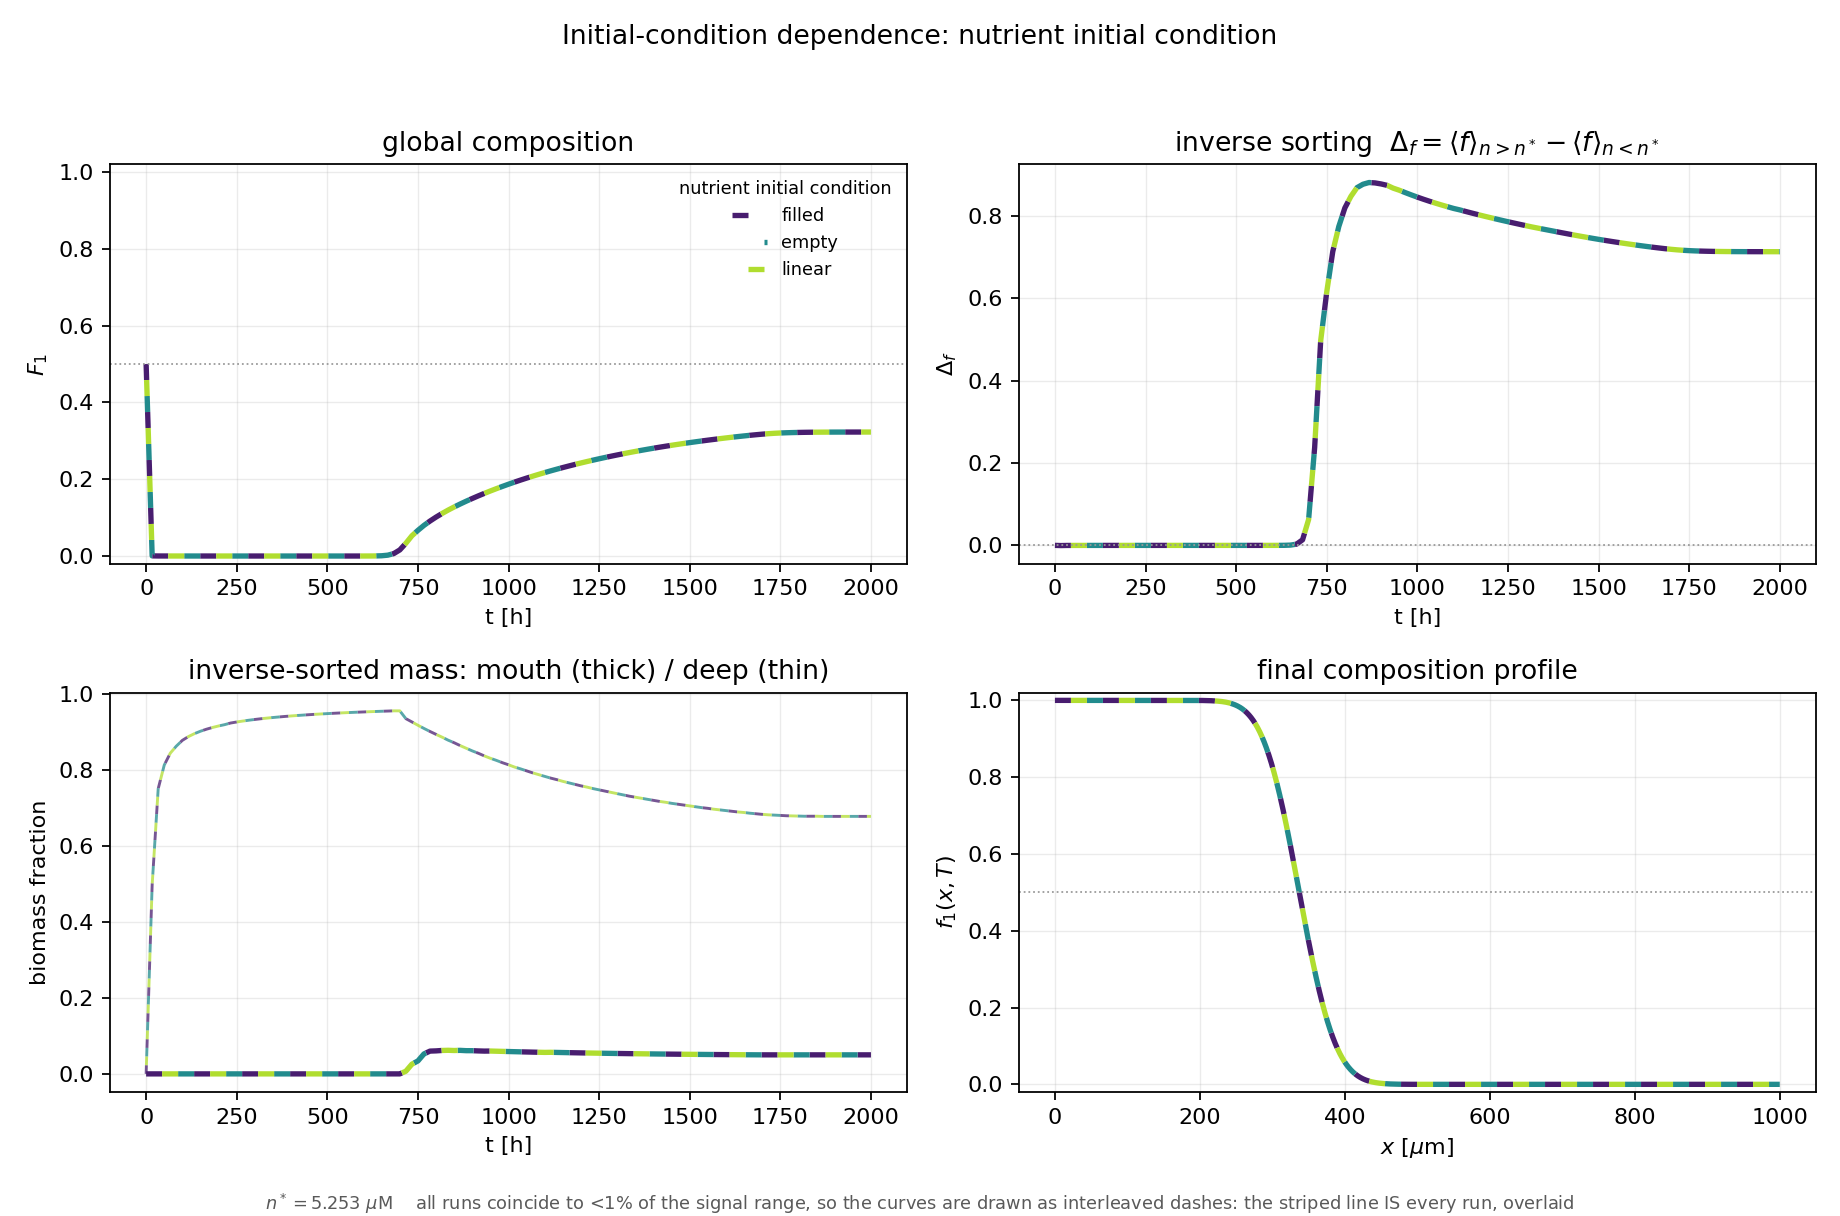 Initial-condition dependence: nutrient initial condition
global composition
1.0
0.8
0.6
0.4
0.2
0.0
F₁
nutrient initial condition
filled
empty
linear
0 250 500 750 1000 1250 1500 1750 2000
t [h]
inverse sorting Δ_f = ⟨f⟩_{n>n*} − ⟨f⟩_{n<n*}
0.8
0.6
0.4
0.2
0.0
Δ_f
0 250 500 750 1000 1250 1500 1750 2000
t [h]
inverse-sorted mass: mouth (thick) / deep (thin)
1.0
0.8
0.6
0.4
0.2
0.0
biomass fraction
0 250 500 750 1000 1250 1500 1750 2000
t [h]
final composition profile
1.0
0.8
0.6
0.4
0.2
0.0
f₁(x, T)
0 200 400 600 800 1000
x [μm]
n* = 5.253 μM all runs coincide to <1% of the signal range, so the curves are drawn as interleaved dashes: the striped line IS every run, overlaid